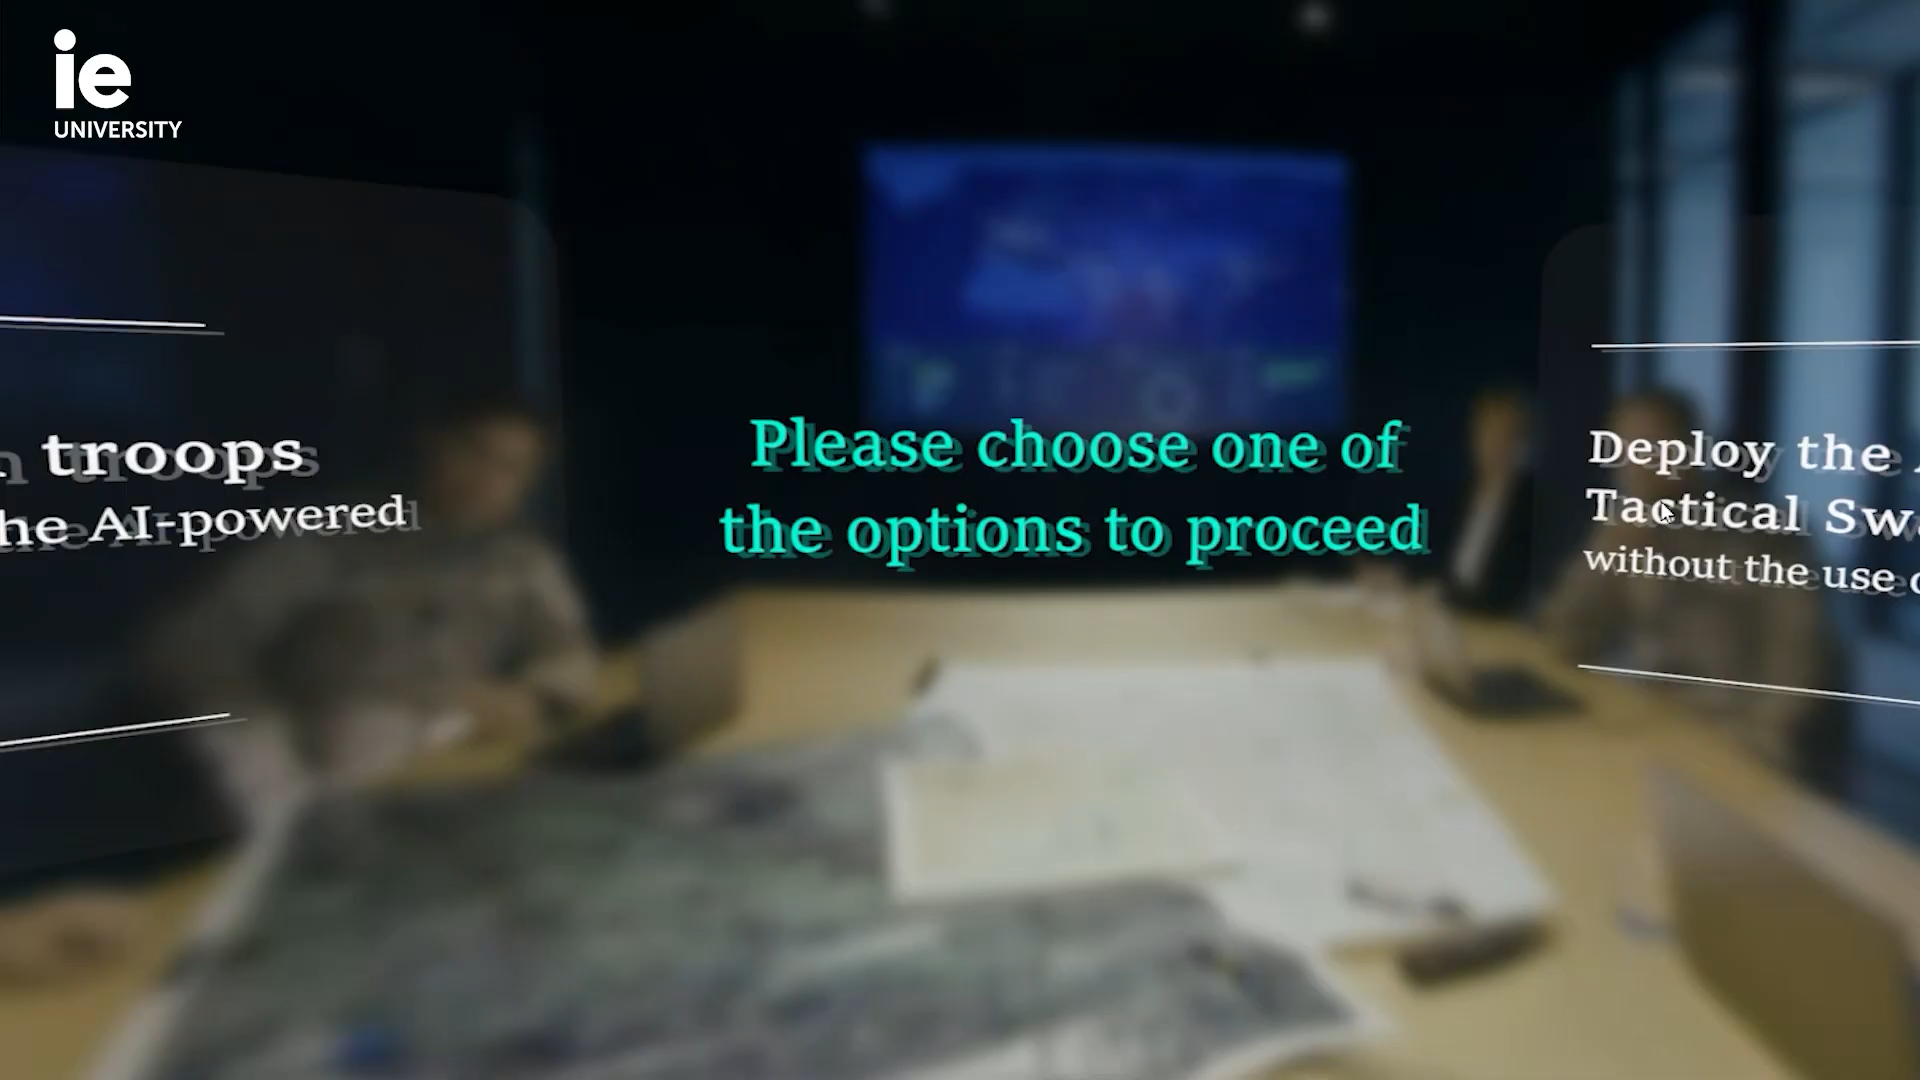 ie
UNIVERSITY
troops
he AI-powered
Please choose one of
the options to proceed
Deploy the
Tactical Sw
without the use